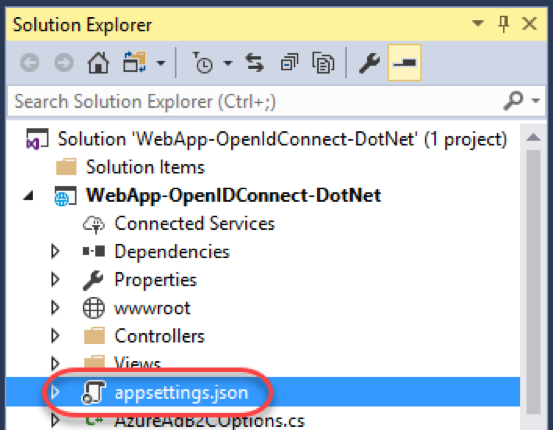 Solution Explorer
Search Solution Explorer (Ctrl+;)
Solution 'WebApp-OpenIdConnect-DotNet' (1 project)
Solution Items
WebApp-OpenIDConnect-DotNet
Connected Services
Dependencies
Properties
wwwroot
Controllers
Views
appsettings.json
C# AzureAdB2COptions.cs